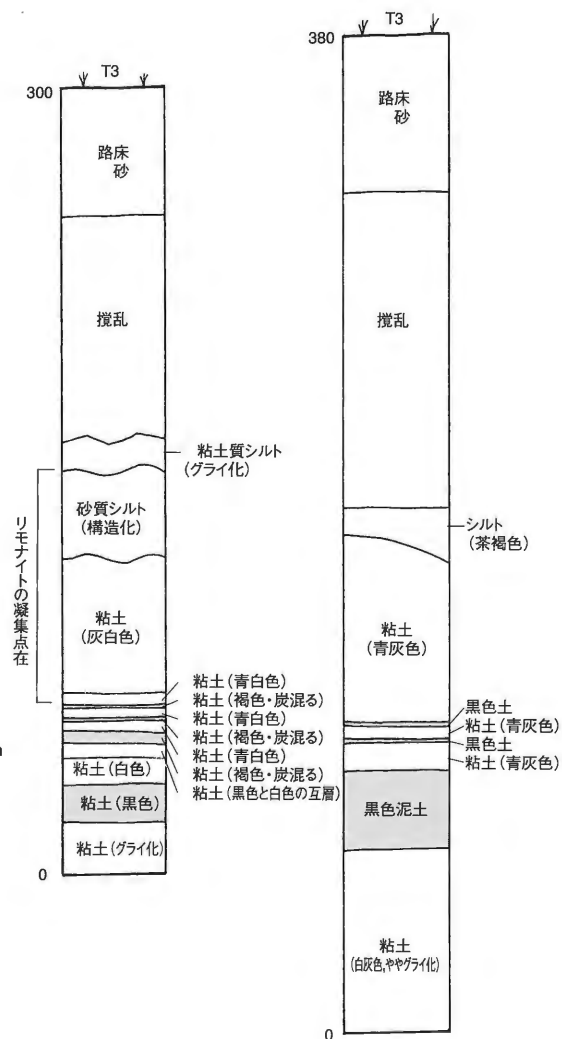 T3
300
路床
砂
攪乱
粘土質シルト
(グライ化)
砂質シルト
(構造化)
リモナイトの凝集点在
粘土
(灰白色)
粘土(青白色)
粘土(褐色・炭混る)
粘土(青白色)
粘土(褐色・炭混る)
粘土(青白色)
粘土(褐色・炭混る)
粘土(黒色と白色の互層)
粘土(白色)
粘土(黒色)
粘土(グライ化)
0
T3
380
路床
砂
攪乱
シルト
(茶褐色)
粘土
(青灰色)
黒色土
粘土(青灰色)
黒色土
粘土(青灰色)
黒色泥土
粘土
(白灰色,ややグライ化)
0